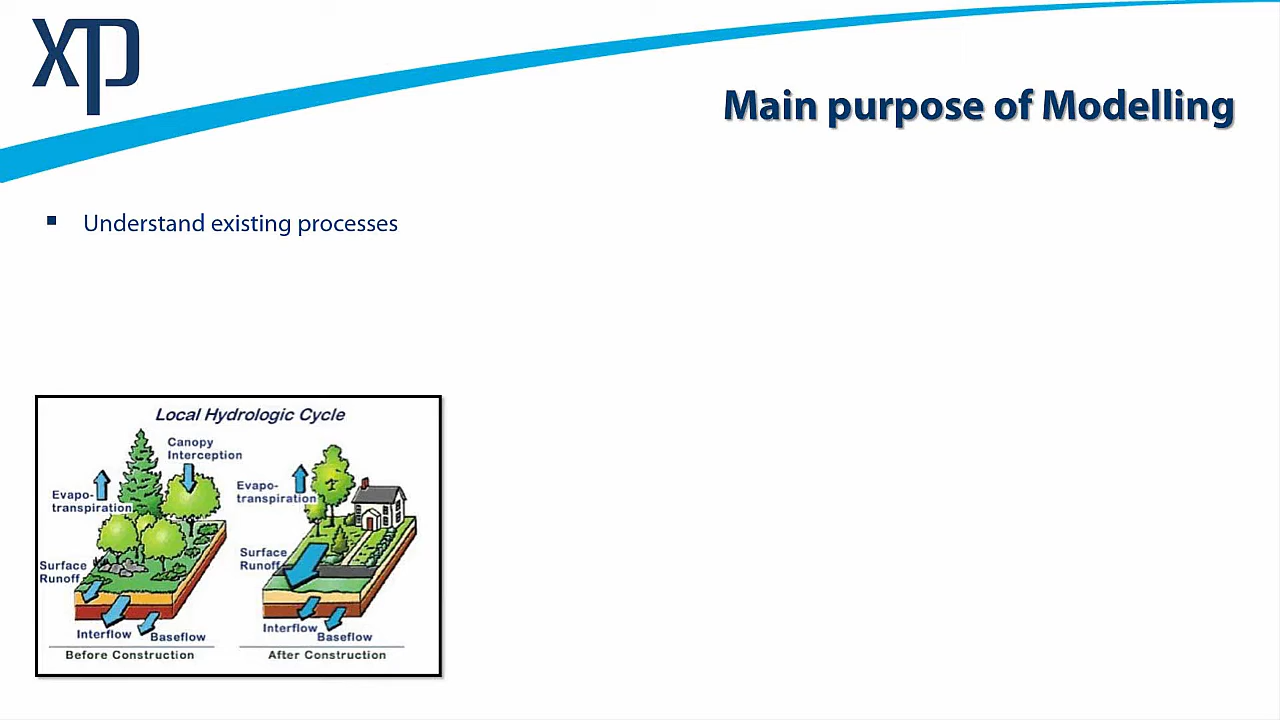 xp
Main purpose of Modelling
▪ Understand existing processes
Local Hydrologic Cycle
Canopy
Interception
Evapo-
transpiration
Surface
Runoff
Interflow
Baseflow
Before Construction
Evapo-
transpiration
Surface
Runoff
Interflow
Baseflow
After Construction